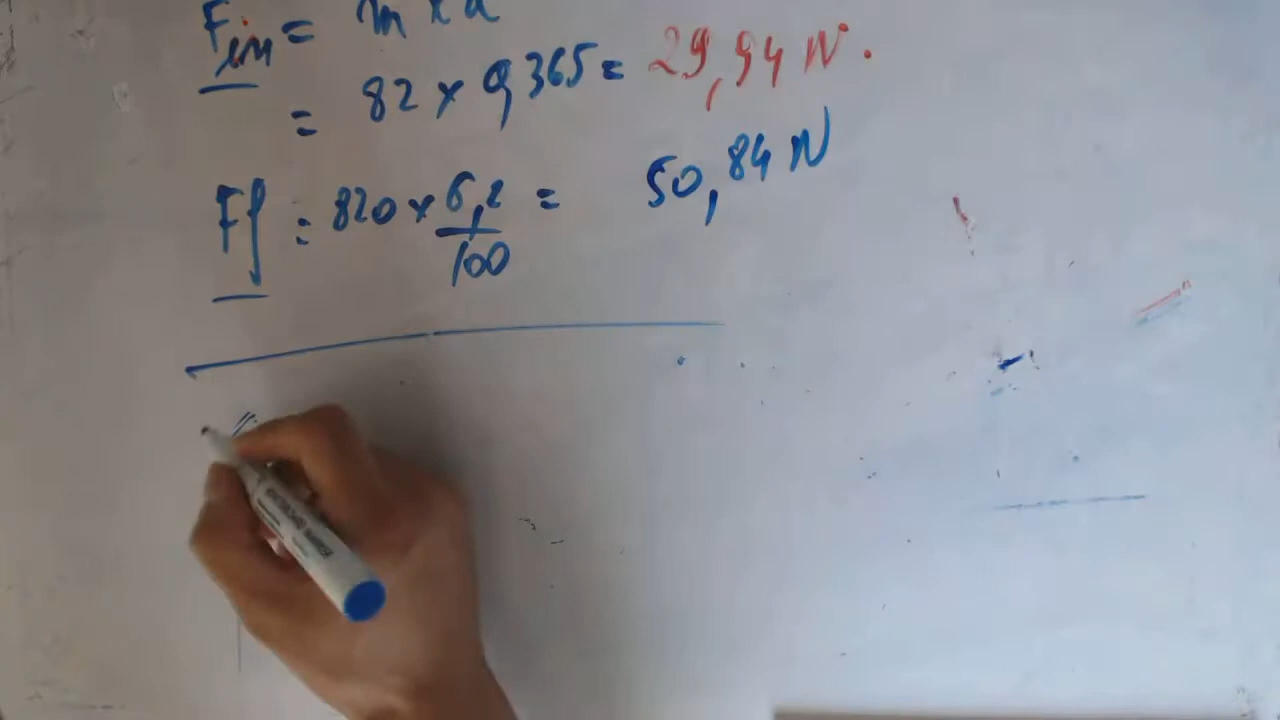 Fin = m x a
= 82 x 0,365 = 29,94 N.
Ff = 820 x 6,2/100 = 50,84 N